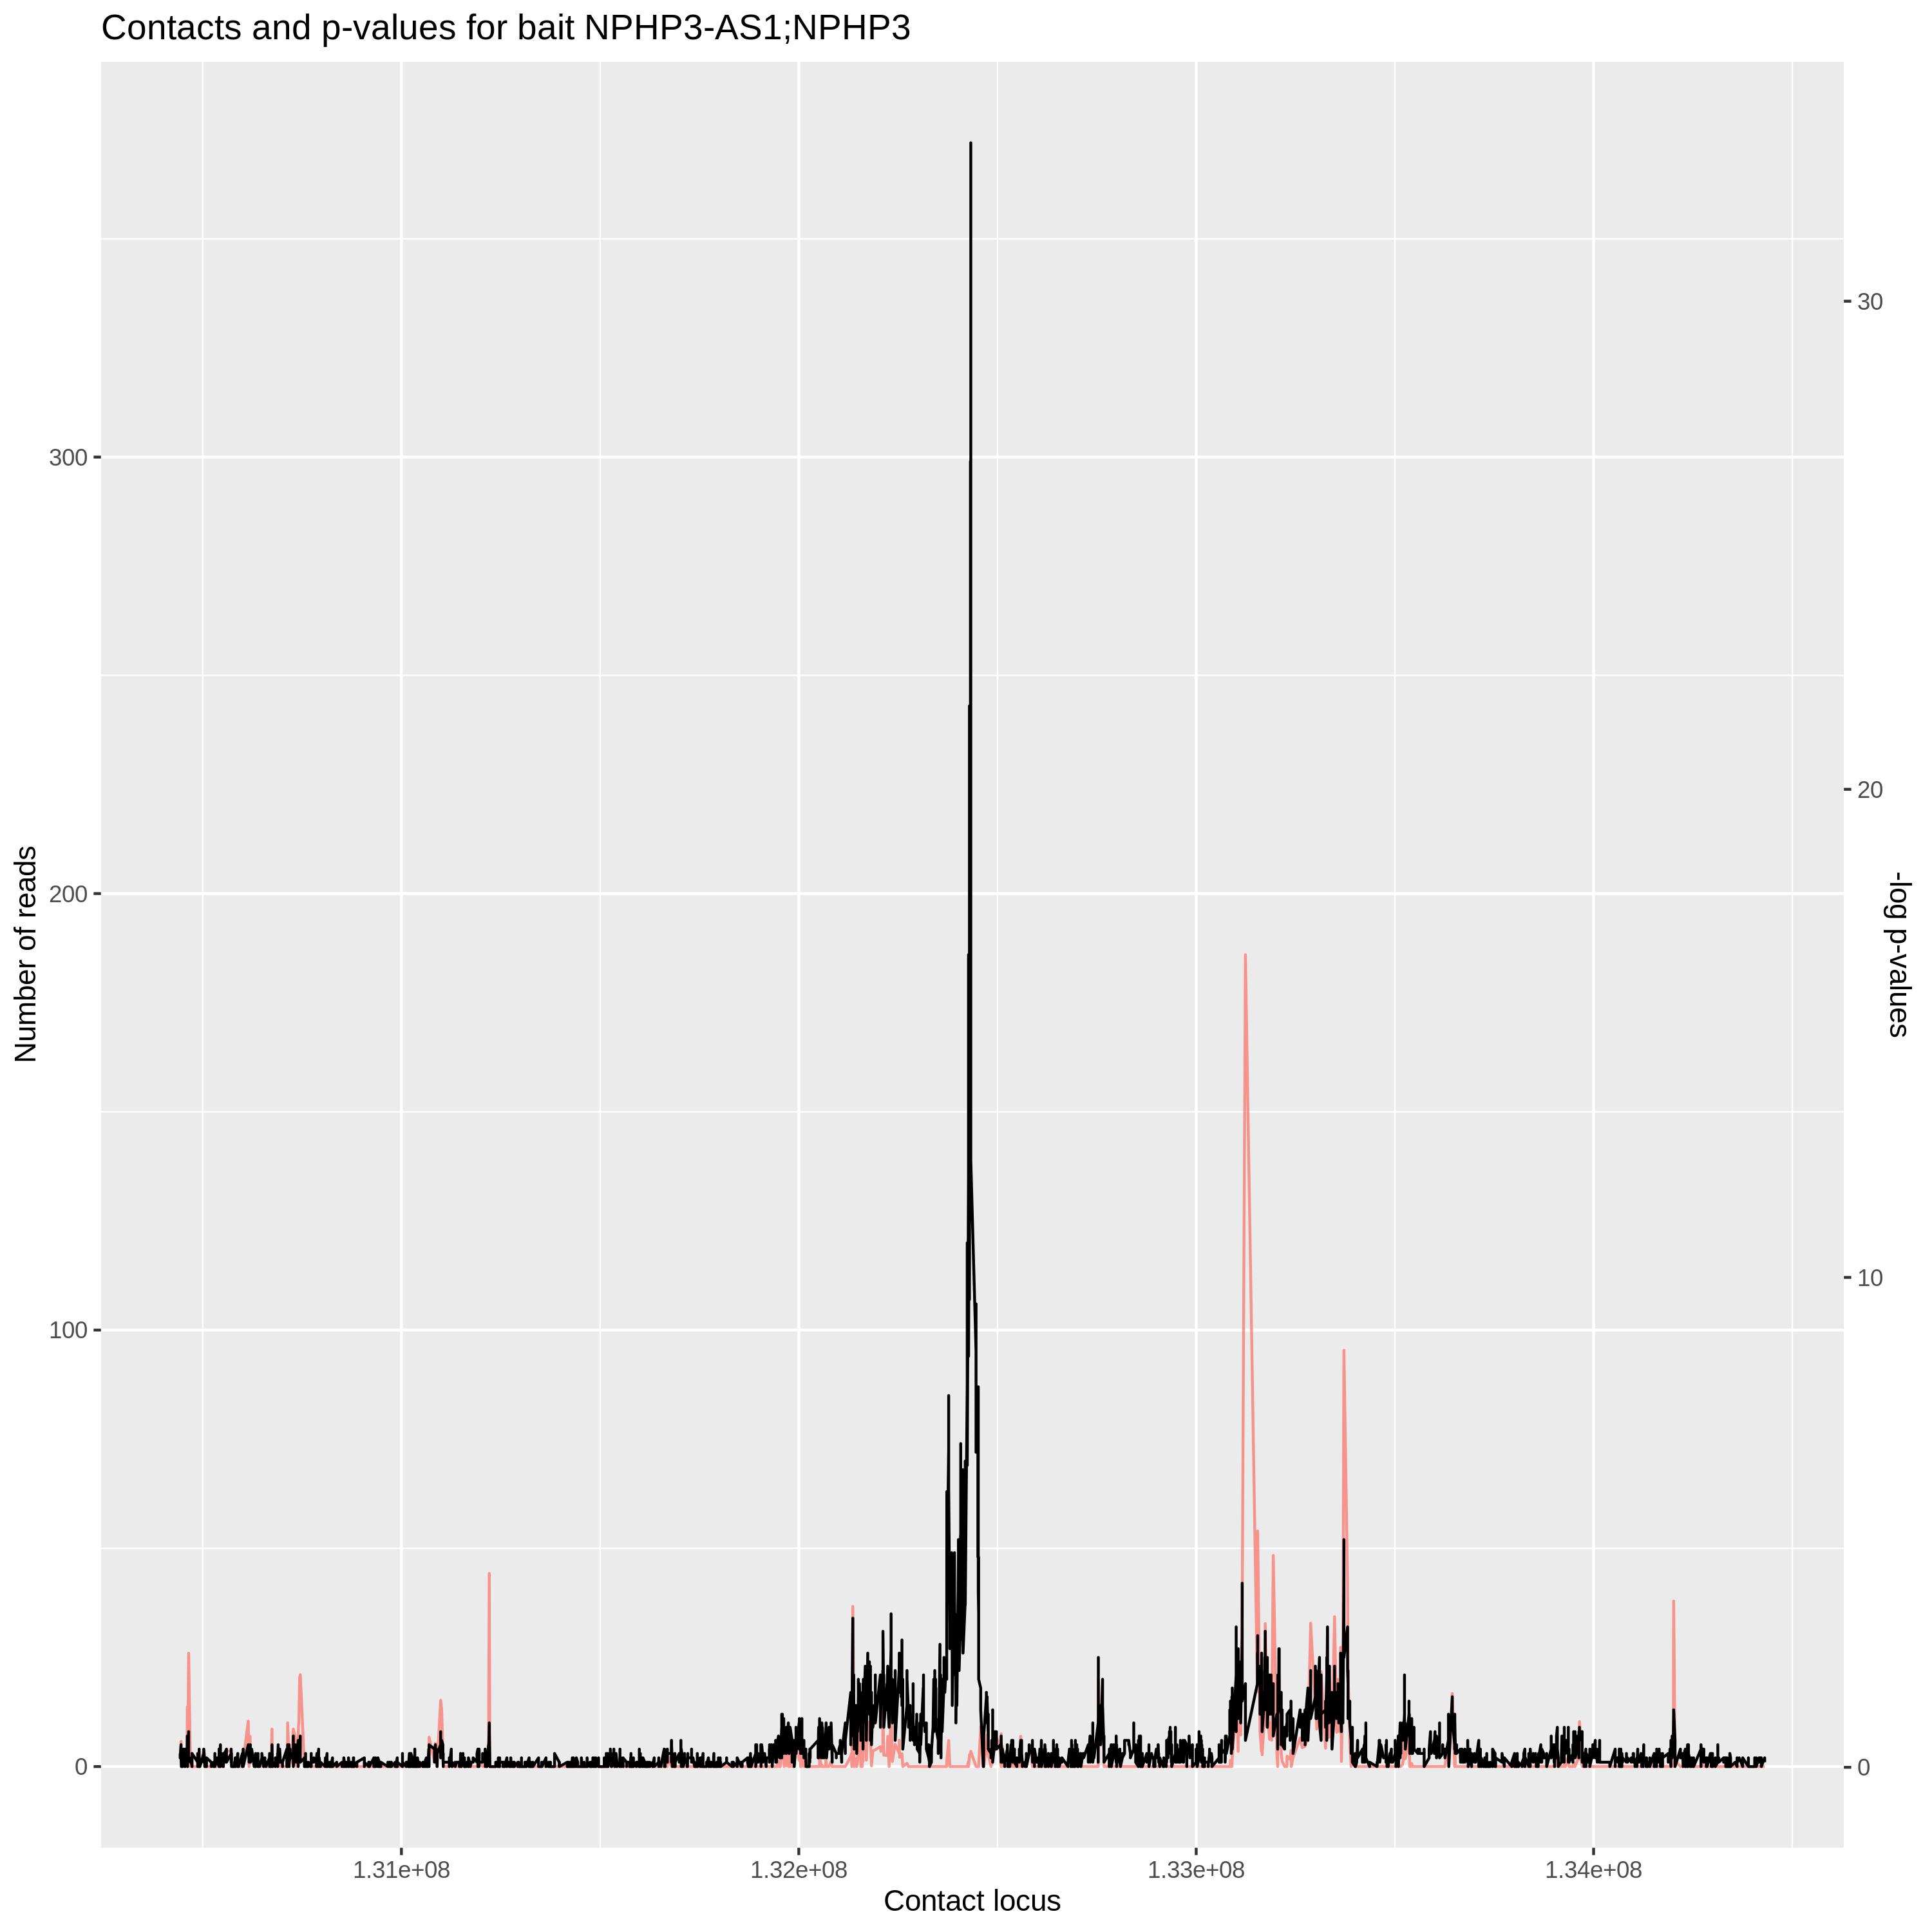 Contacts and p-values for bait NPHP3-AS1;NPHP3
Number of reads
300
200
100
0
30
20
10
0
-log p-values
1.31e+08
1.32e+08
1.33e+08
1.34e+08
Contact locus